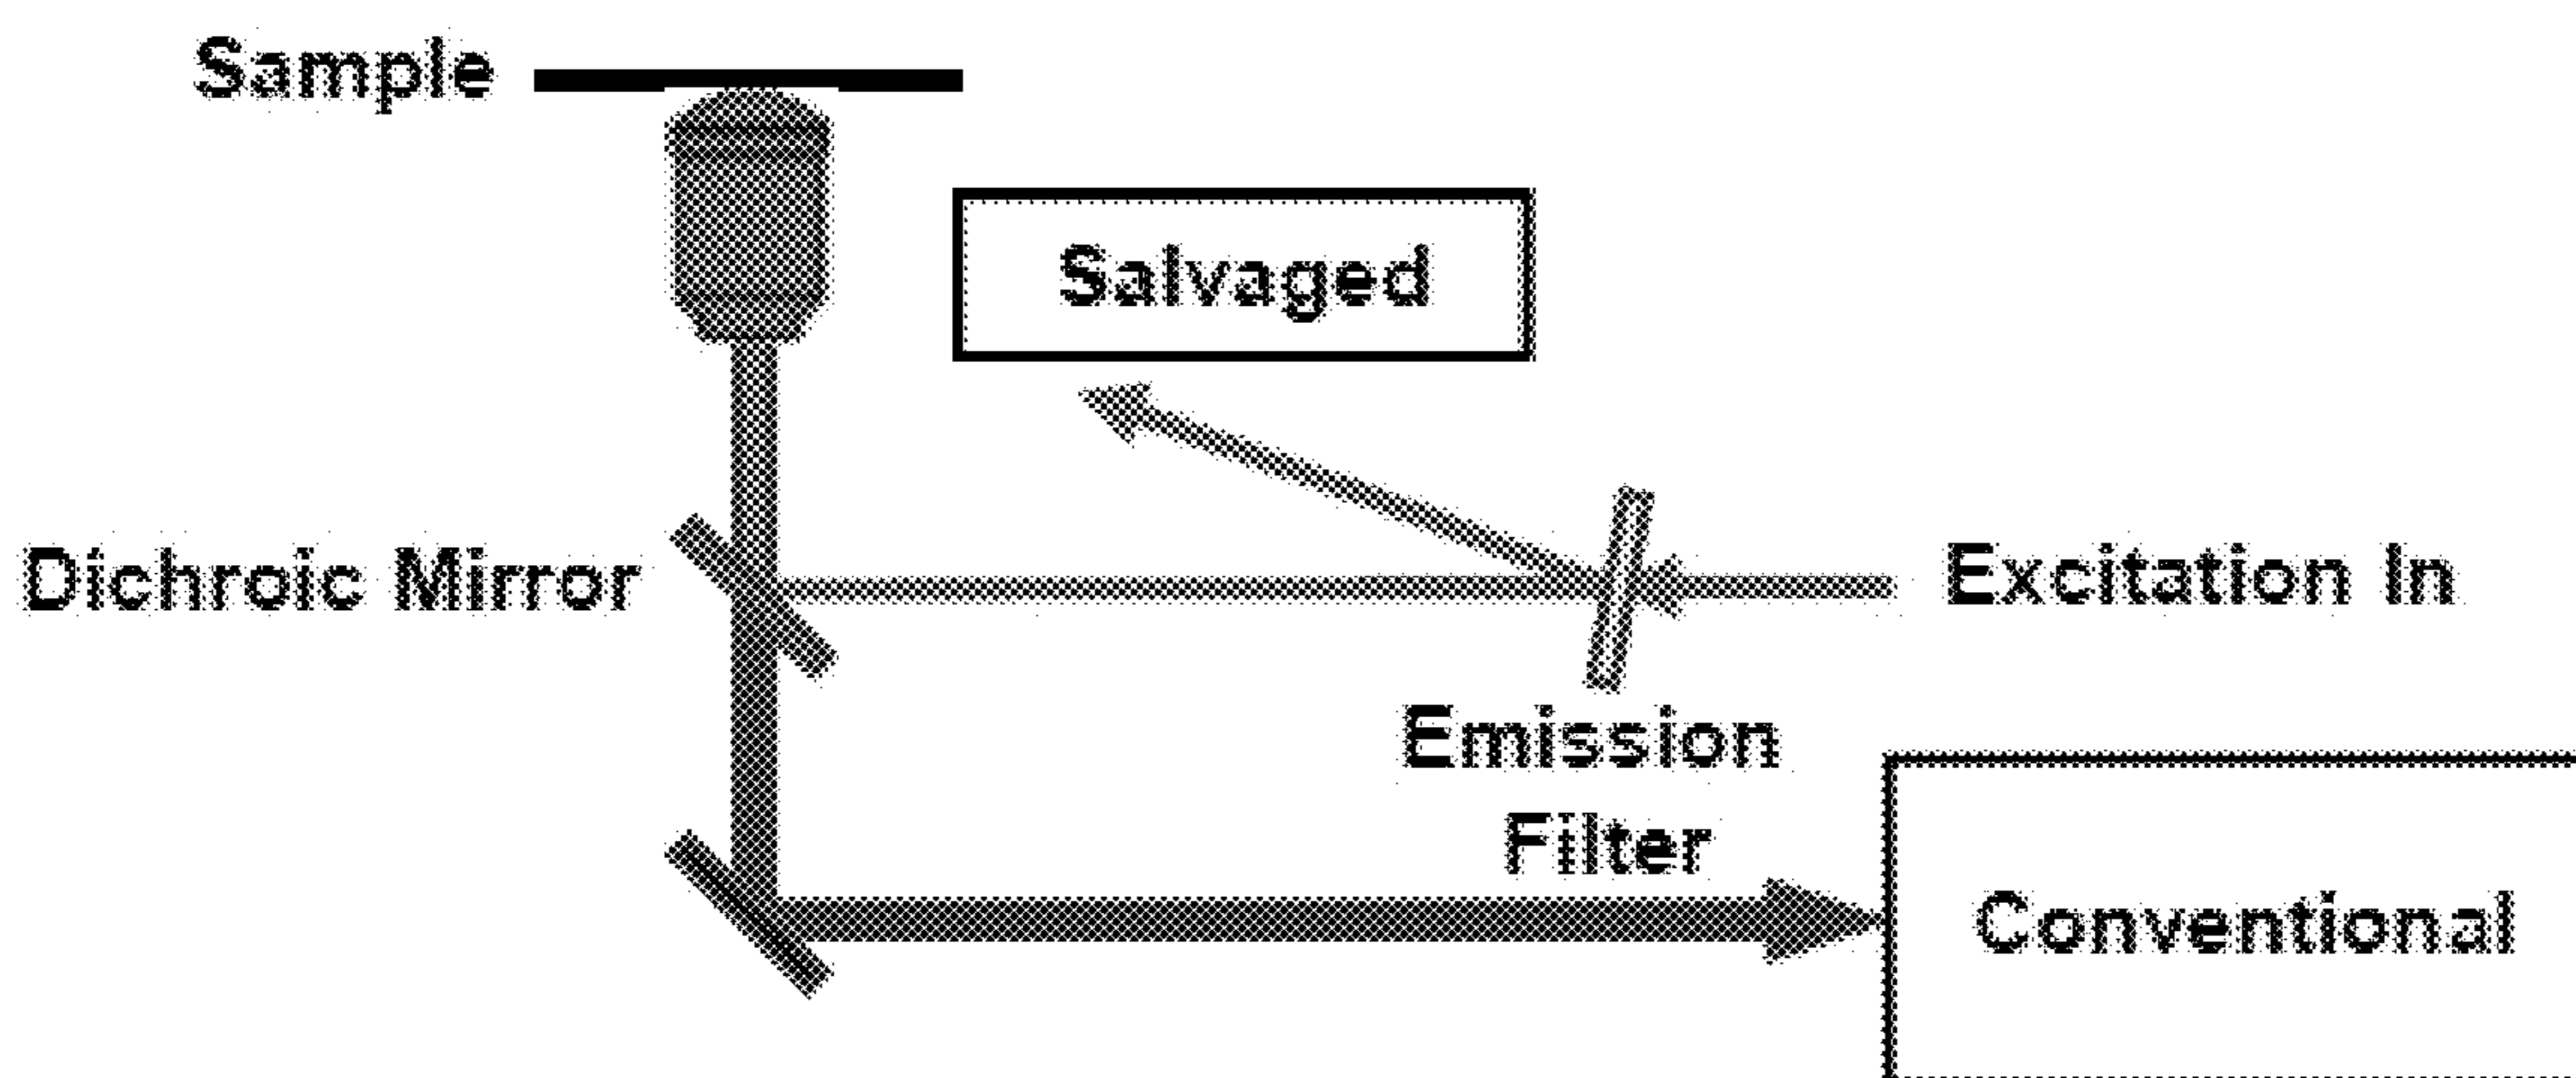 Sample
Salvaged
Dichroic Mirror
Excitation In
Emission
Filter
Conventional